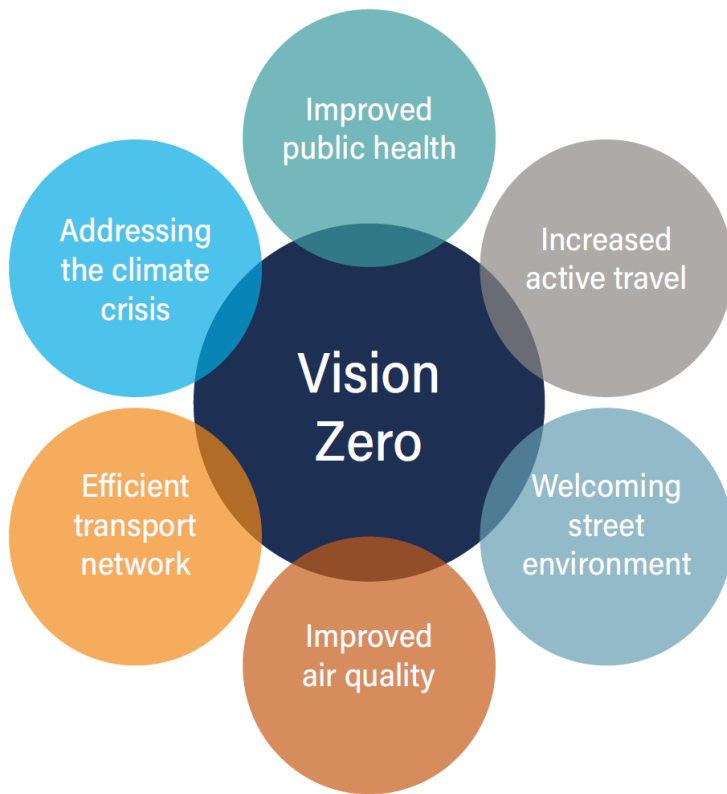 Improved
public health
Addressing
the climate
crisis
Increased
active travel
Vision
Zero
Efficient
transport
network
Welcoming
street
environment
Improved
air quality